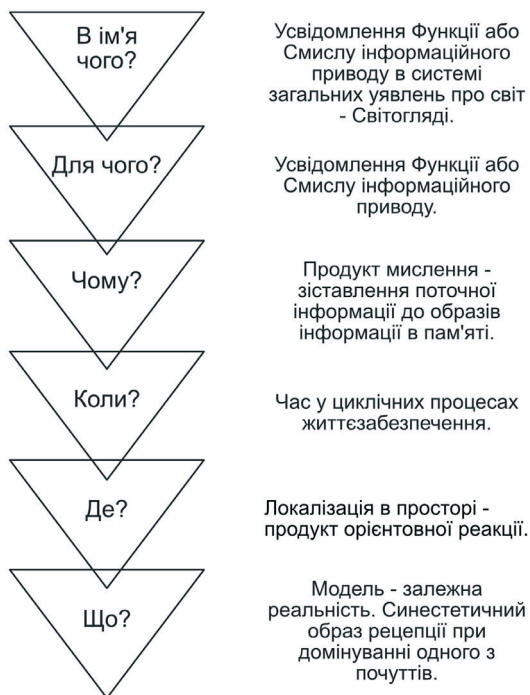 В ім'я
чого?
Усвідомлення Функції або
Смислу інформаційного
приводу в системі
загальних уявлень про світ
- Світогляді.
Для чого?
Усвідомлення Функції або
Смислу інформаційного
приводу.
Чому?
Продукт мислення -
зіставлення поточної
інформації до образів
інформації в пам'яті.
Коли?
Час у циклічних процесах
життєзабезпечення.
Де?
Локалізація в просторі -
продукт орієнтовної реакції.
Що?
Модель - залежна
реальність. Синестетичний
образ рецепції при
домінуванні одного з
почуттів.